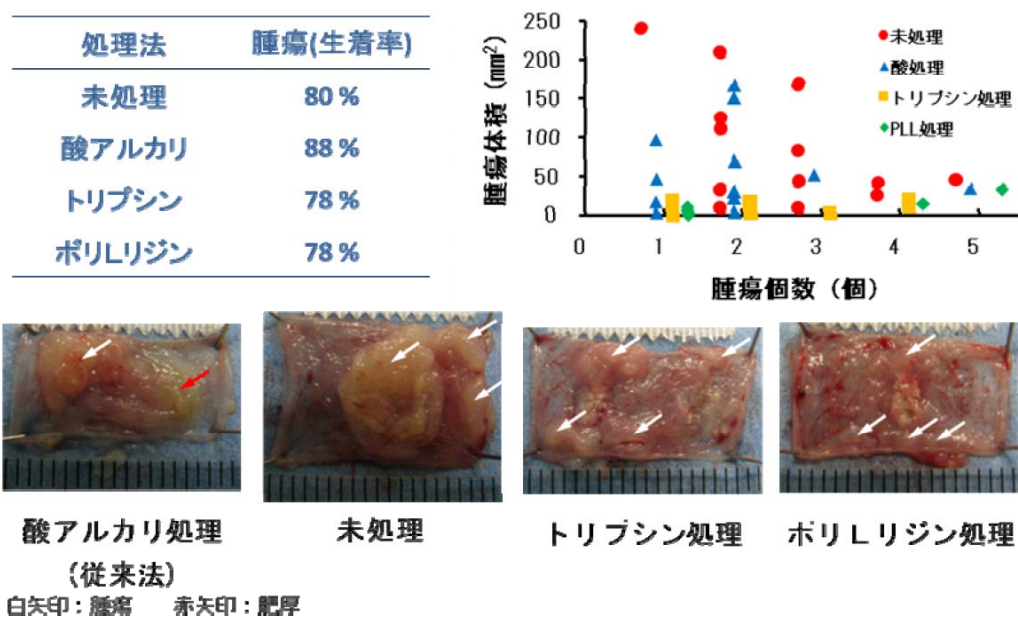 処理法 腫瘍(生着率)
未処理 80 %
酸アルカリ 88 %
トリプシン 78 %
ポリLリジン 78 %
腫瘍体積 (mm²)
250
200
150
100
50
0
0 1 2 3 4 5
腫瘍個数 (個)
未処理
酸処理
トリプシン処理
PLL処理
酸アルカリ処理
(従来法)
未処理
トリプシン処理
ポリLリジン処理
白矢印:腫瘍 赤矢印:肥厚